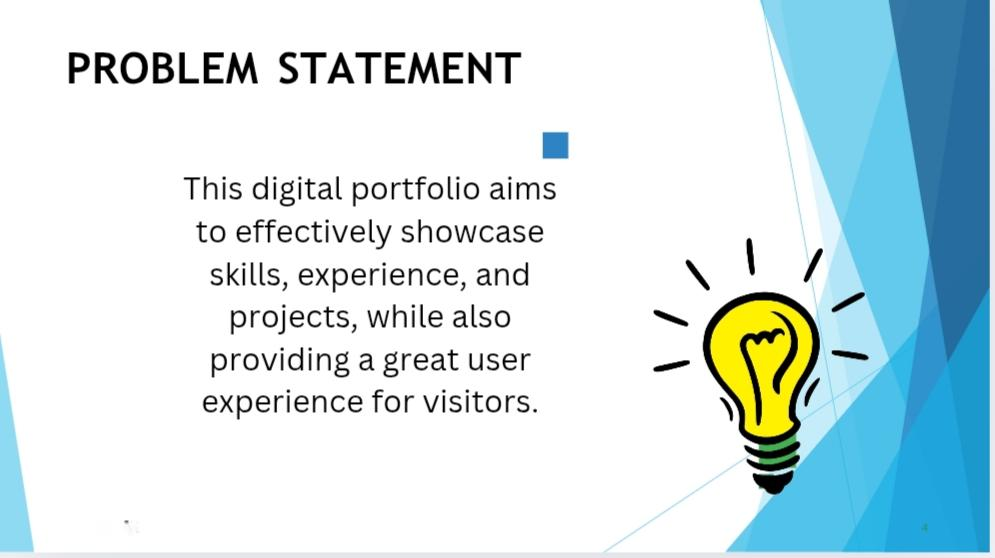 PROBLEM STATEMENT
This digital portfolio aims
to effectively showcase
skills, experience, and
projects, while also
providing a great user
experience for visitors.
4